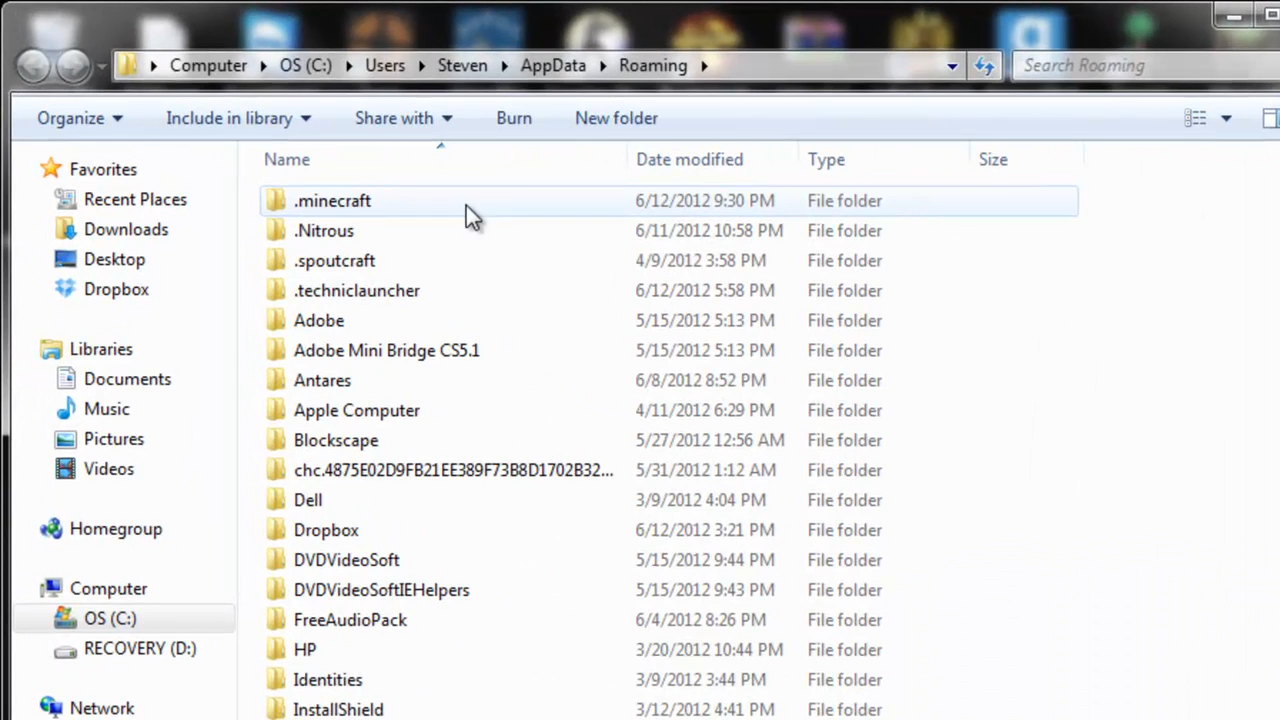 Computer OS (C:) Users Steven AppData Roaming Search Roaming
Organize Include in library Share with Burn New folder
Name Date modified Type Size
Favorites
Recent Places
Downloads
Desktop
Dropbox
Libraries
Documents
Music
Pictures
Videos
Homegroup
Computer
OS (C:)
RECOVERY (D:)
Network
.minecraft 6/12/2012 9:30 PM File folder
.Nitrous 6/11/2012 10:58 PM File folder
.spoutcraft 4/9/2012 3:58 PM File folder
.techniclauncher 6/12/2012 5:58 PM File folder
Adobe 5/15/2012 5:13 PM File folder
Adobe Mini Bridge CS5.1 5/15/2012 5:13 PM File folder
Antares 6/8/2012 8:52 PM File folder
Apple Computer 4/11/2012 6:29 PM File folder
Blockscape 5/27/2012 12:56 AM File folder
chc.4875E02D9FB21EE389F73B8D1702B32... 5/31/2012 1:12 AM File folder
Dell 3/9/2012 4:04 PM File folder
Dropbox 6/12/2012 3:21 PM File folder
DVDVideoSoft 5/15/2012 9:44 PM File folder
DVDVideoSoftIEHelpers 5/15/2012 9:43 PM File folder
FreeAudioPack 6/4/2012 8:26 PM File folder
HP 3/20/2012 10:44 PM File folder
Identities 3/9/2012 3:44 PM File folder
InstallShield 3/12/2012 4:41 PM File folder